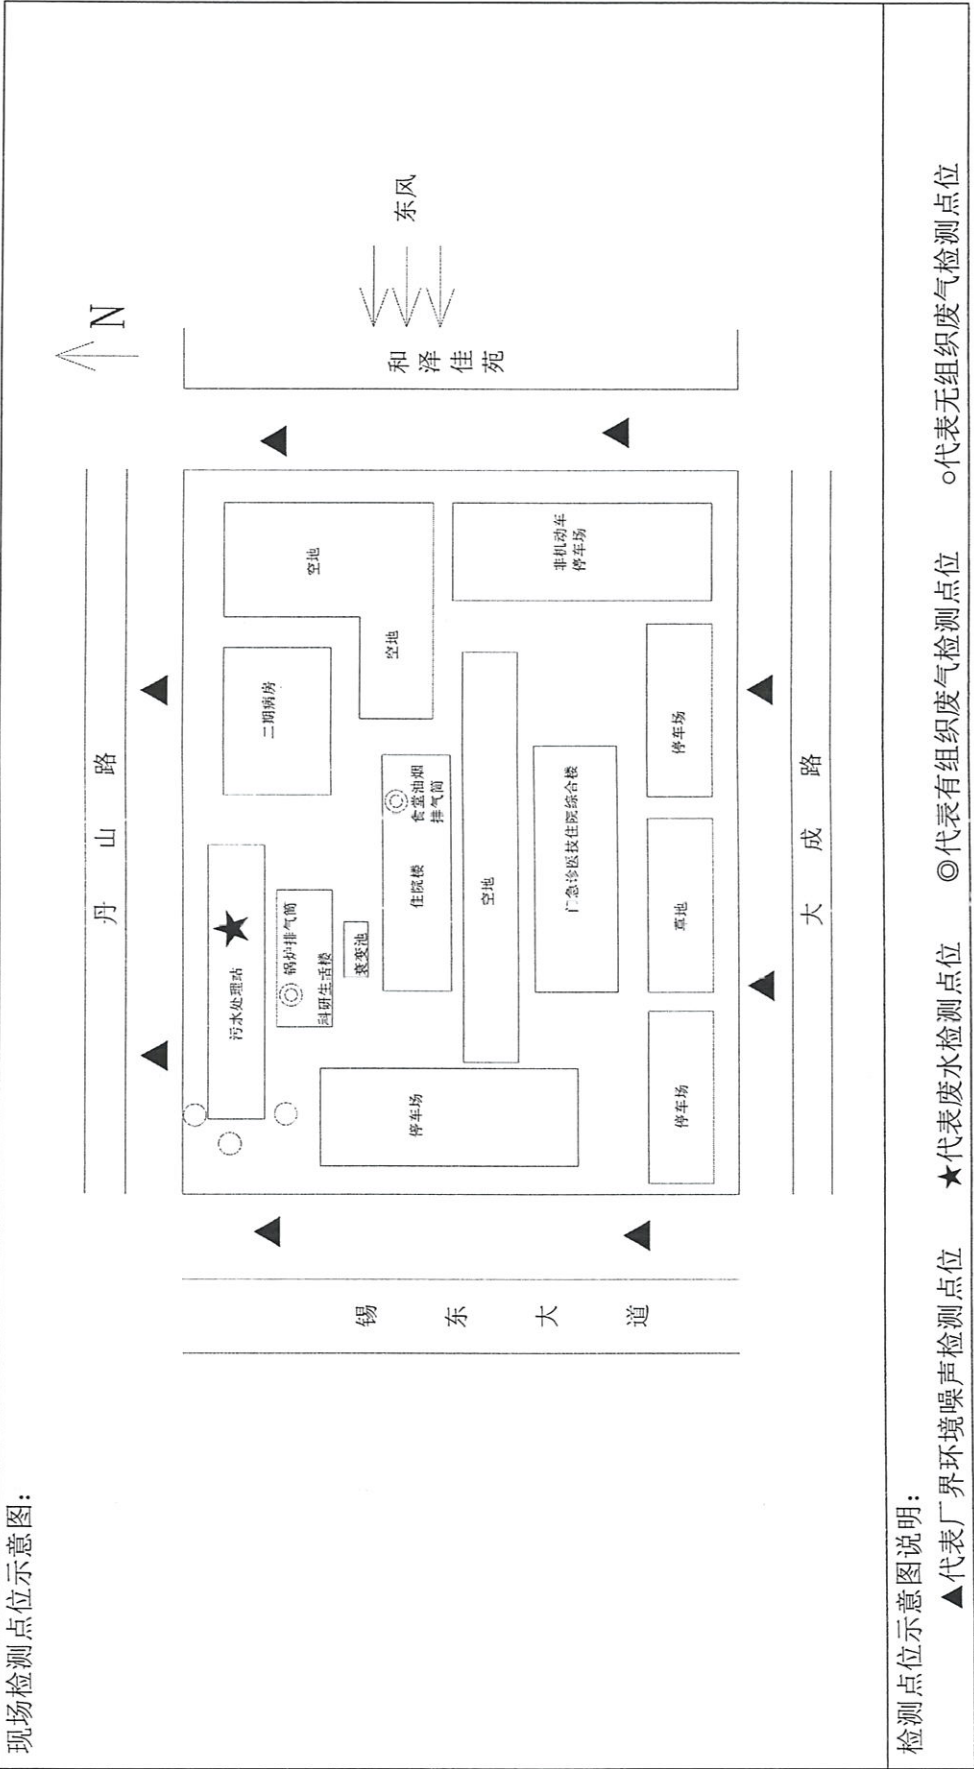 现场检测点位示意图：
N
丹山路
污水处理站
二期病房
空地
锅炉排气筒
科研生活楼
衰变池
空地
食堂油烟
排气筒
住院楼
停车场
空地
非机动车
停车场
门急诊医技住院综合楼
停车场
草地
停车场
锡东大道
和泽佳苑
东风
大成路
检测点位示意图说明：
▲代表厂界环境噪声检测点位 ★代表废水检测点位 ◎代表有组织废气检测点位 ○代表无组织废气检测点位